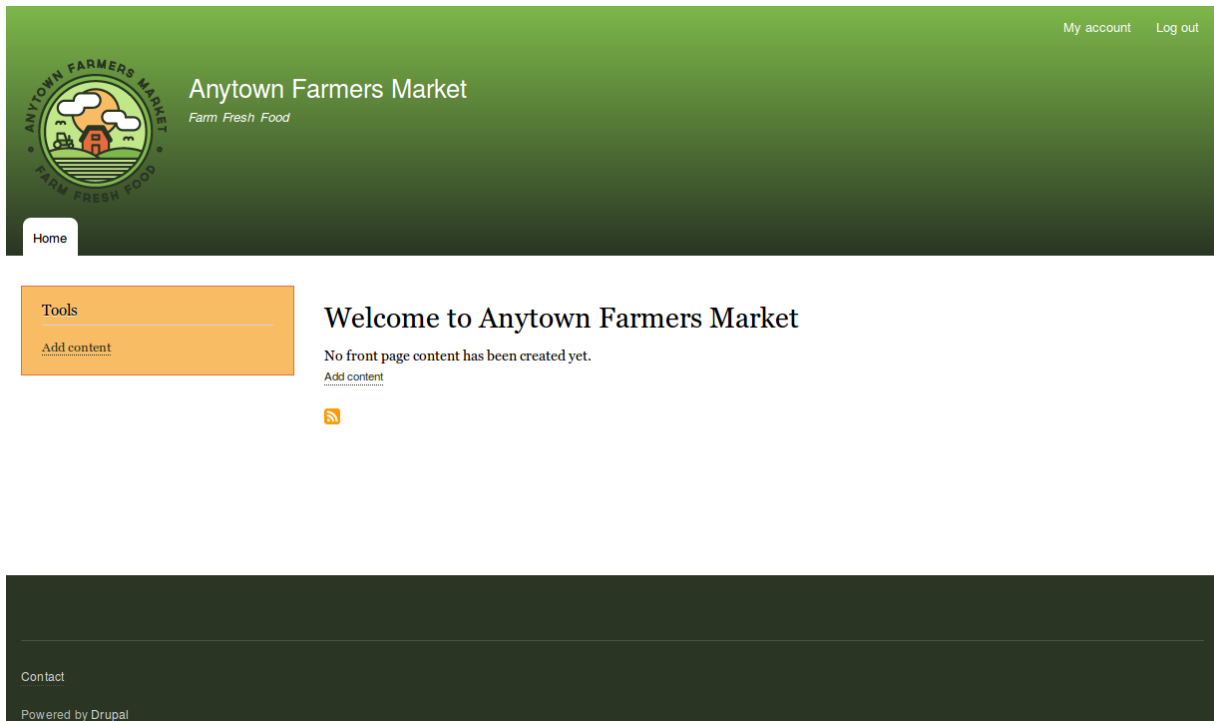 My account Log out
ANYTOWN FARMERS MARKET
FARM FRESH FOOD
Anytown Farmers Market
Farm Fresh Food
Home
Tools
Add content
Welcome to Anytown Farmers Market
No front page content has been created yet.
Add content
Contact
Powered by Drupal